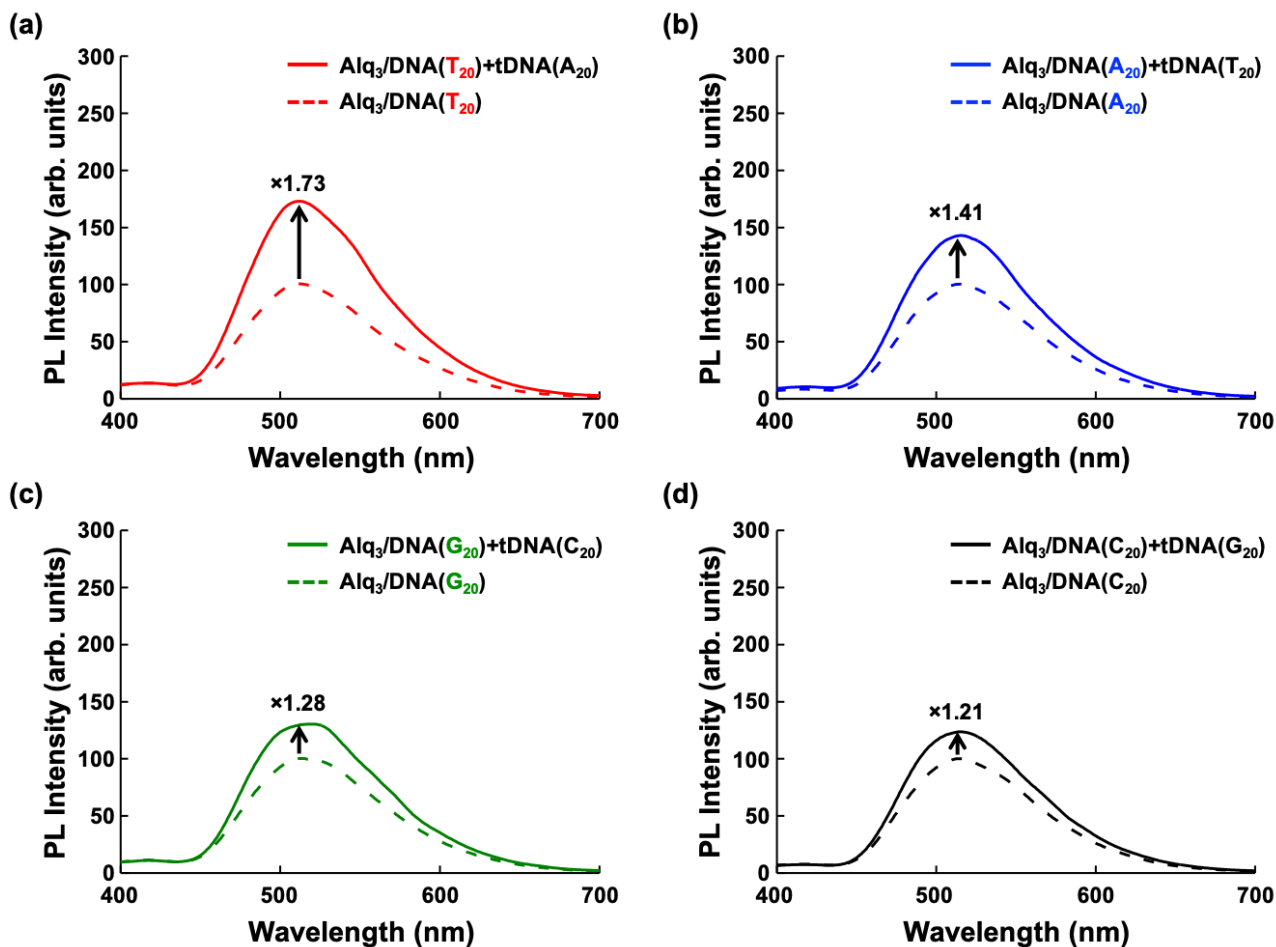 (a)
300
250
200
150
100
50
0
PL Intensity (arb. units)
Alq₃/DNA(T₂₀)+tDNA(A₂₀)
Alq₃/DNA(T₂₀)
×1.73
400 500 600 700
Wavelength (nm)
(b)
300
250
200
150
100
50
0
PL Intensity (arb. units)
Alq₃/DNA(A₂₀)+tDNA(T₂₀)
Alq₃/DNA(A₂₀)
×1.41
400 500 600 700
Wavelength (nm)
(c)
300
250
200
150
100
50
0
PL Intensity (arb. units)
Alq₃/DNA(G₂₀)+tDNA(C₂₀)
Alq₃/DNA(G₂₀)
×1.28
400 500 600 700
Wavelength (nm)
(d)
300
250
200
150
100
50
0
PL Intensity (arb. units)
Alq₃/DNA(C₂₀)+tDNA(G₂₀)
Alq₃/DNA(C₂₀)
×1.21
400 500 600 700
Wavelength (nm)